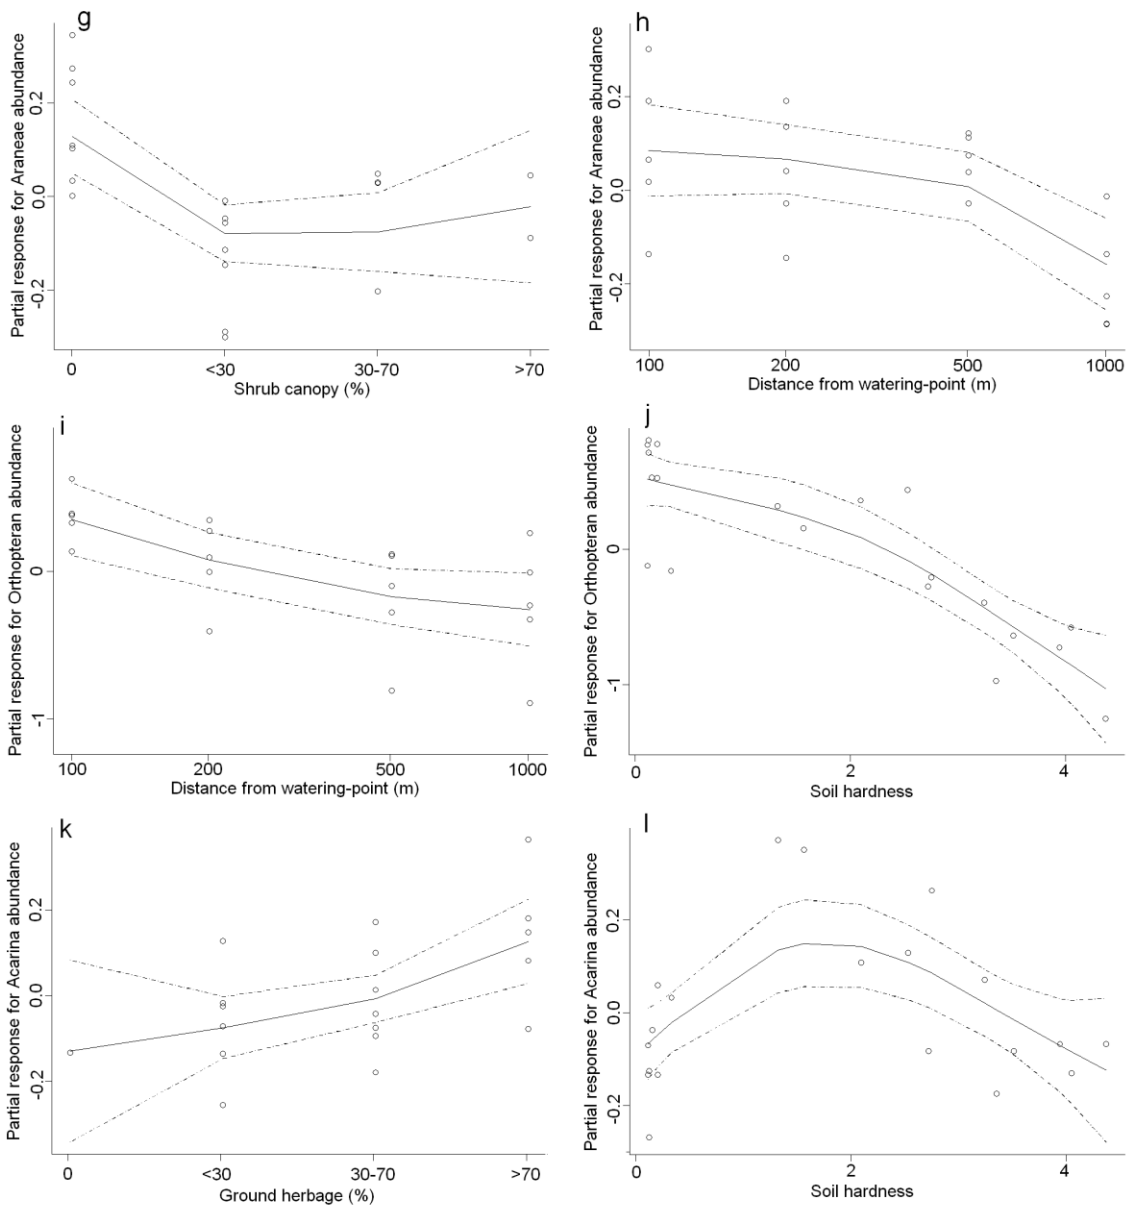 g
Partial response for Araneae abundance
0.2
0.0
-0.2
0
<30
30-70
>70
Shrub canopy (%)
h
Partial response for Araneae abundance
0.2
0.0
-0.2
100
200
500
1000
Distance from watering-point (m)
i
Partial response for Orthopteran abundance
0
-1
100
200
500
1000
Distance from watering-point (m)
j
Partial response for Orthopteran abundance
0
-1
0
2
4
Soil hardness
k
Partial response for Acarina abundance
0.2
0.0
-0.2
0
<30
30-70
>70
Ground herbage (%)
l
Partial response for Acarina abundance
0.2
0.0
-0.2
0
2
4
Soil hardness